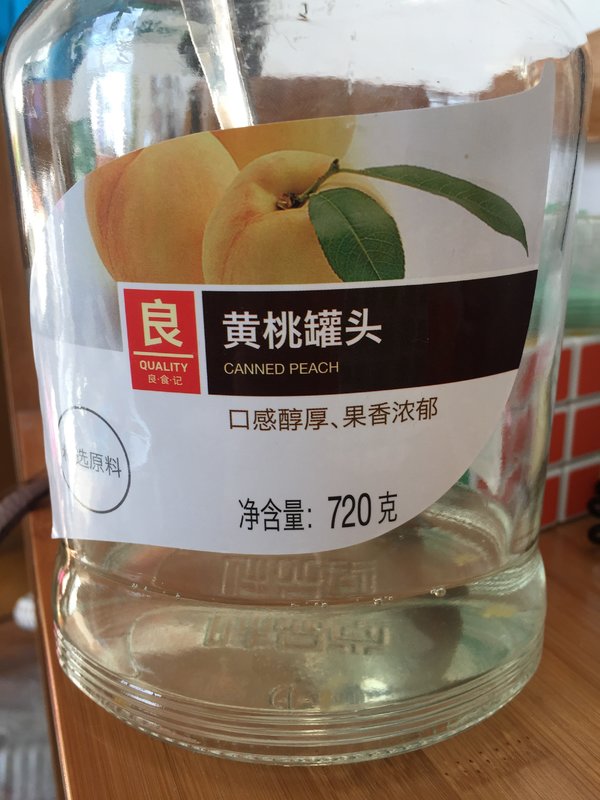 良
QUALITY
良·食·记
黄桃罐头
CANNED PEACH
口感醇厚、果香浓郁
选原料
净含量：720克